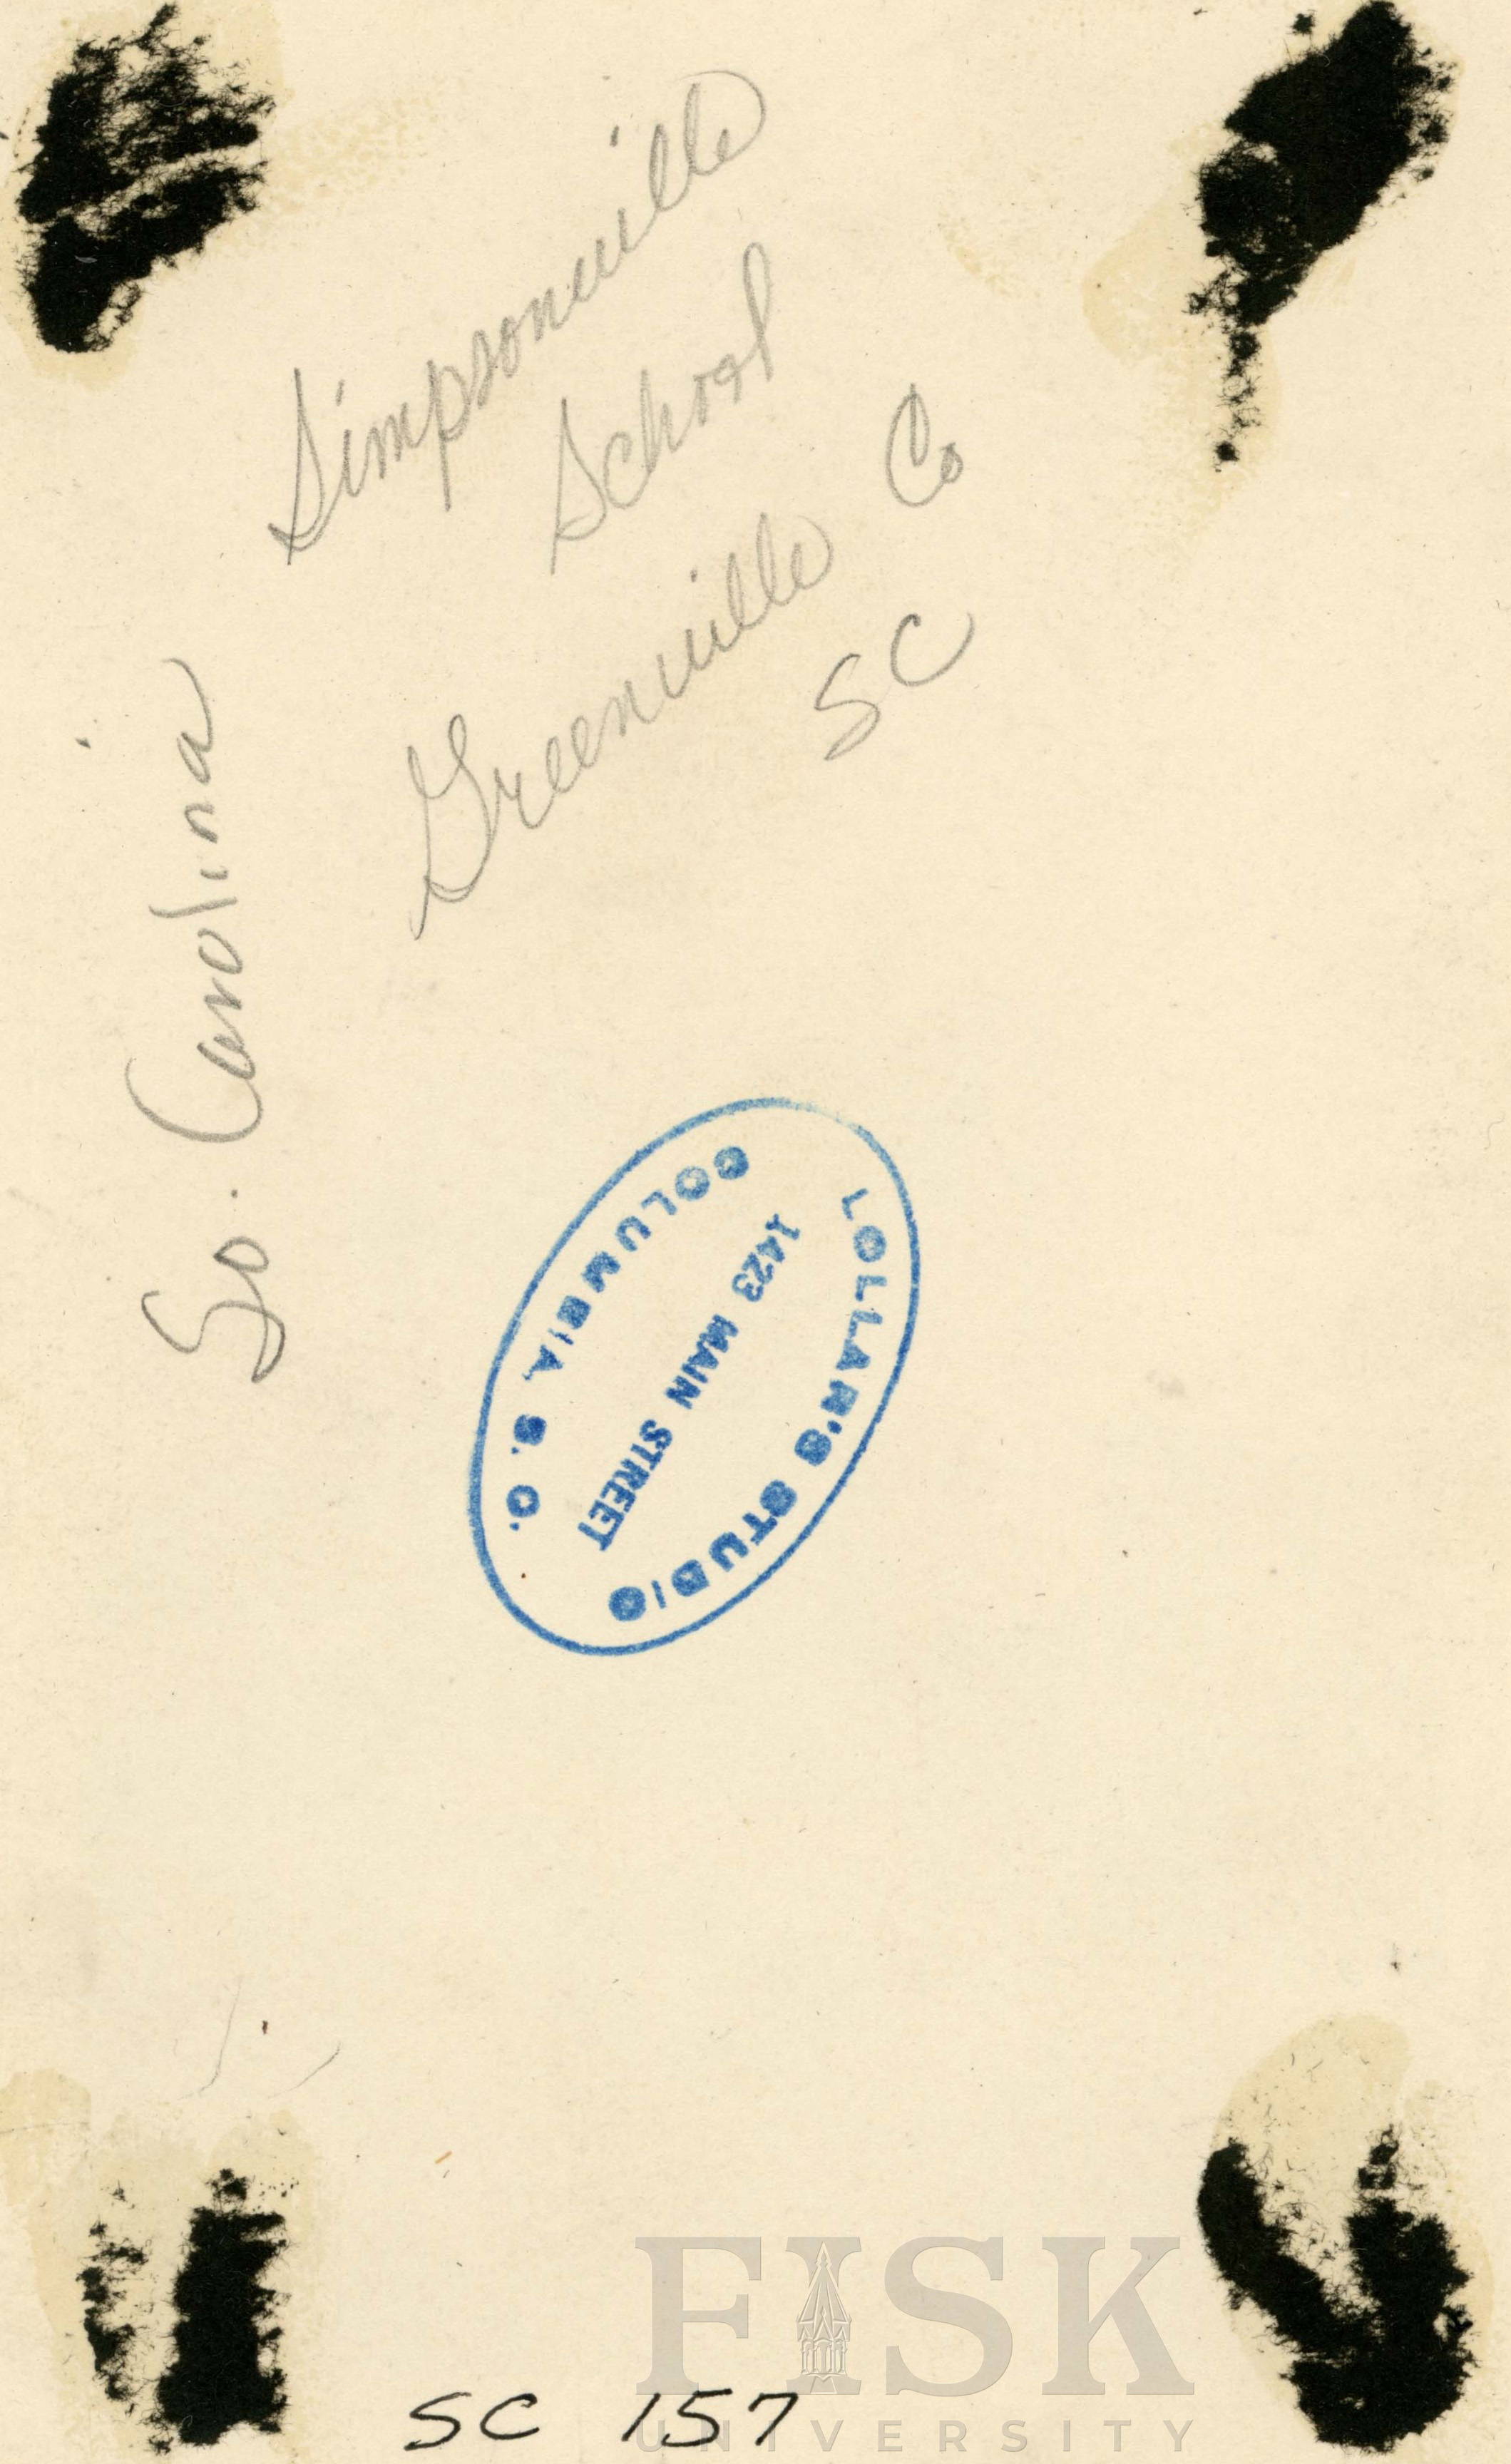 Simpsonville
School
Greenville Co
SC
So. Carolina
LOLLAR'S STUDIO
1423 MAIN STREET
COLUMBIA, S. C.
SC 157
FISK
UNIVERSITY